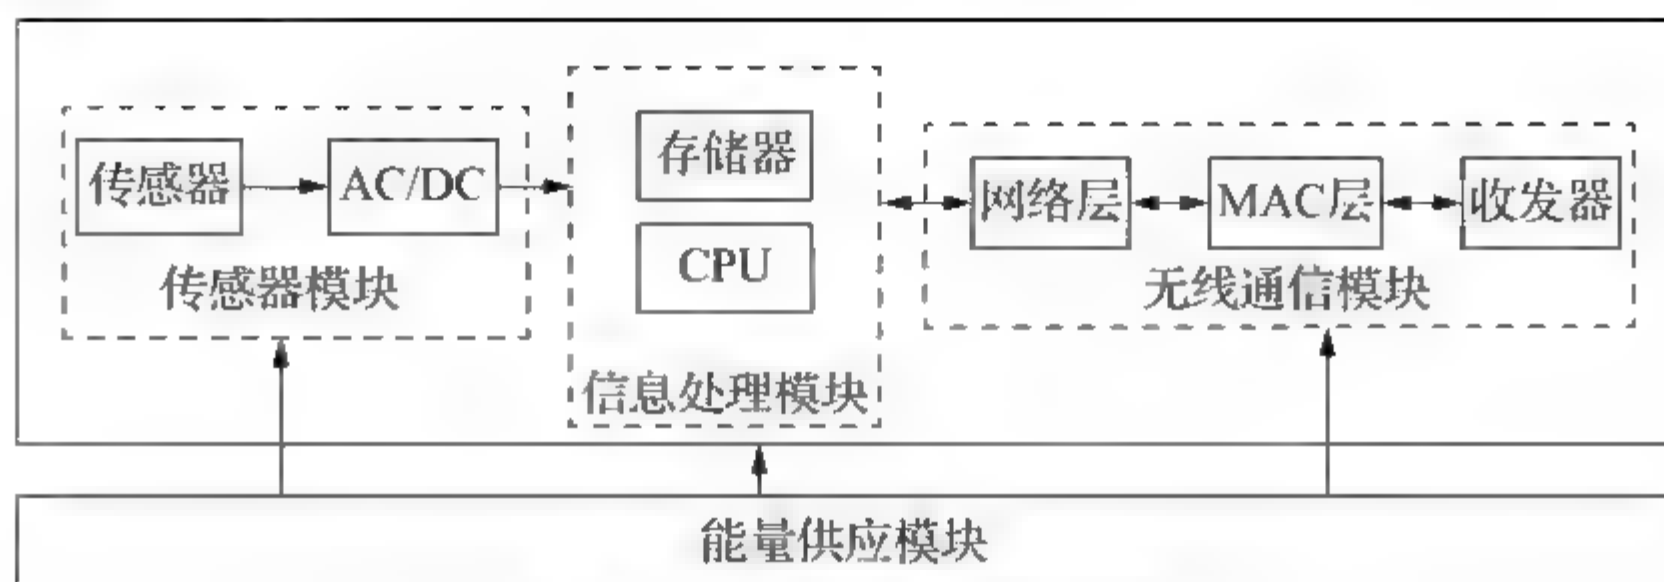 传感器
AC/DC
传感器模块
存储器
CPU
信息处理模块
网络层
MAC层
收发器
无线通信模块
能量供应模块